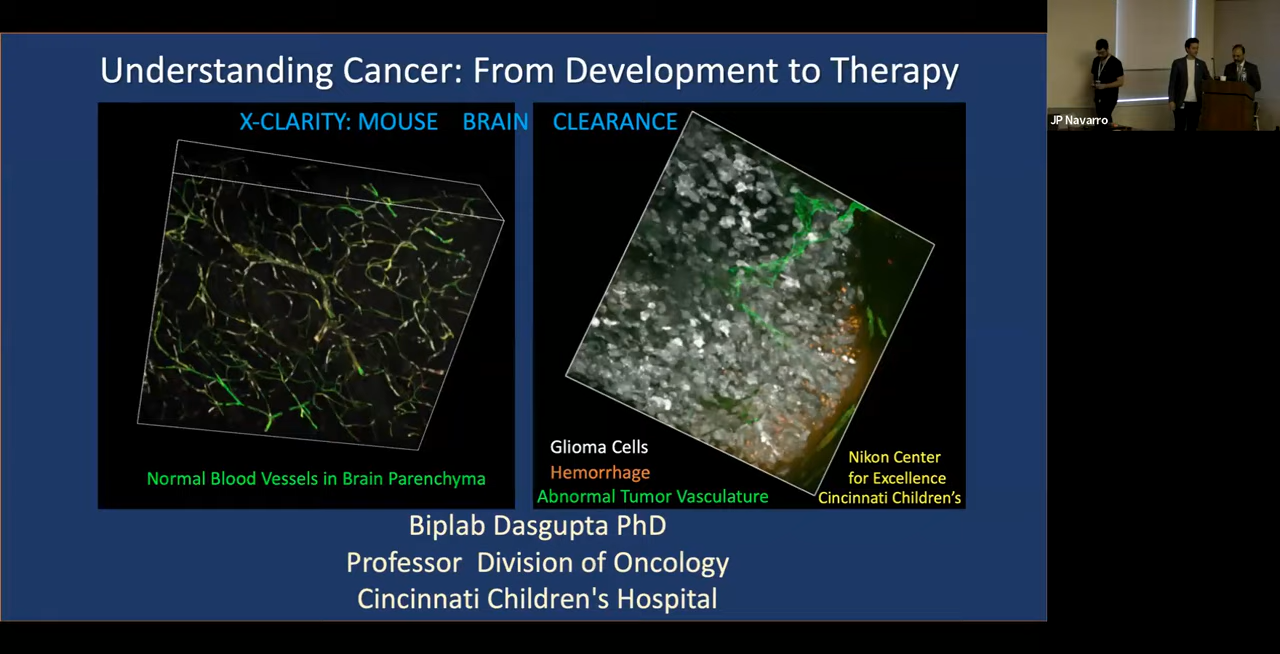 Understanding Cancer: From Development to Therapy
X-CLARITY: MOUSE BRAIN CLEARANCE
Normal Blood Vessels in Brain Parenchyma
Glioma Cells
Hemorrhage
Abnormal Tumor Vasculature
Nikon Center
for Excellence
Cincinnati Children's
Biplab Dasgupta PhD
Professor Division of Oncology
Cincinnati Children's Hospital
JP Navarro